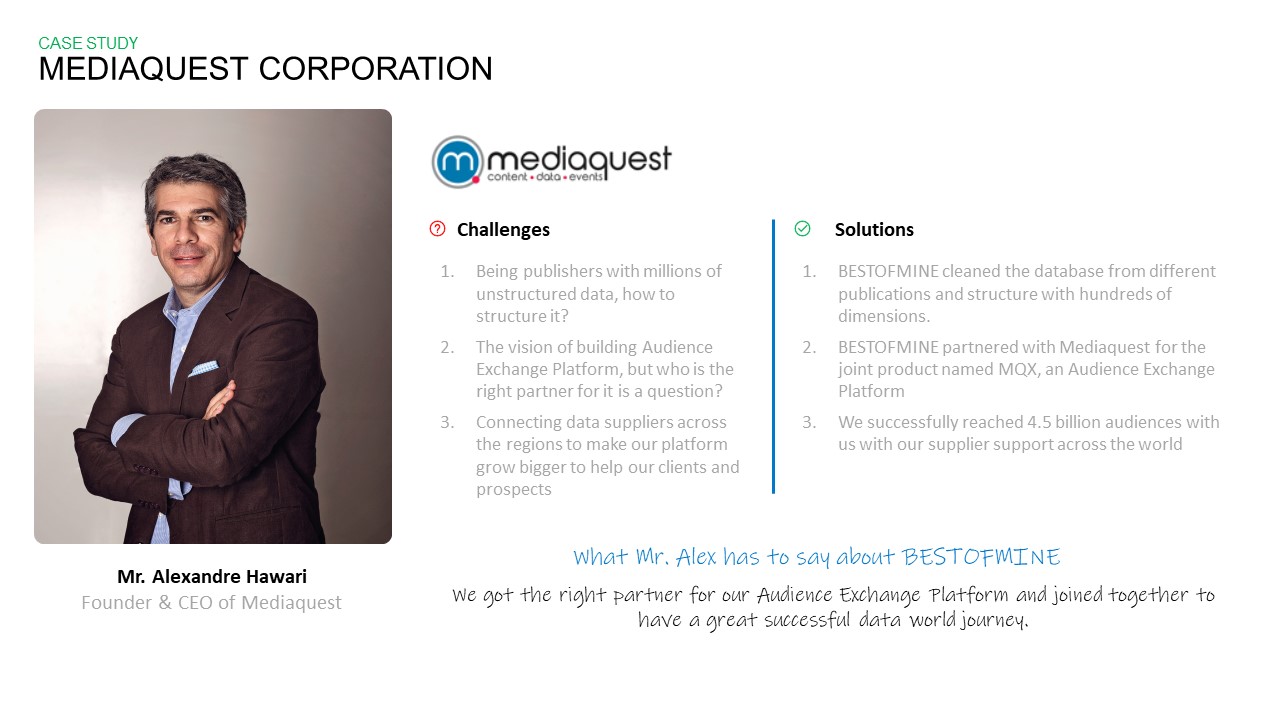 CASE STUDY
MEDIAQUEST CORPORATION
m mediaquest
content • data • events
Challenges
1. Being publishers with millions of
unstructured data, how to
structure it?
2. The vision of building Audience
Exchange Platform, but who is the
right partner for it is a question?
3. Connecting data suppliers across
the regions to make our platform
grow bigger to help our clients and
prospects
Solutions
1. BESTOFMINE cleaned the database from different
publications and structure with hundreds of
dimensions.
2. BESTOFMINE partnered with Mediaquest for the
joint product named MQX, an Audience Exchange
Platform
3. We successfully reached 4.5 billion audiences with
us with our supplier support across the world
Mr. Alexandre Hawari
Founder & CEO of Mediaquest
What Mr. Alex has to say about BESTOFMINE
We got the right partner for our Audience Exchange Platform and joined together to
have a great successful data world journey.